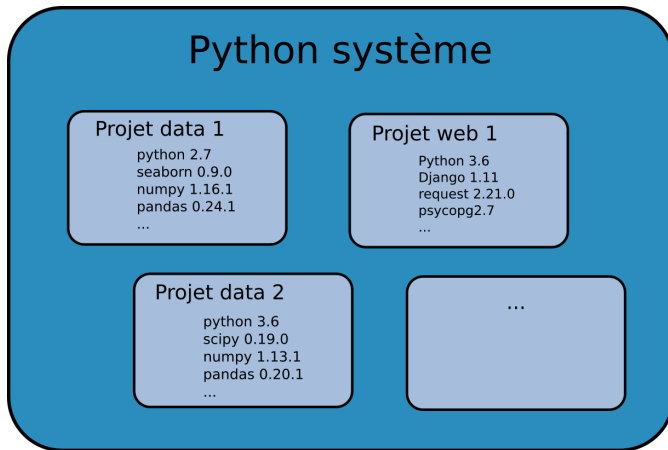 Python système
Projet data 1
python 2.7
seaborn 0.9.0
numpy 1.16.1
pandas 0.24.1
...
Projet web 1
Python 3.6
Django 1.11
request 2.21.0
psycopg2.7
...
Projet data 2
python 3.6
scipy 0.19.0
numpy 1.13.1
pandas 0.20.1
...
...